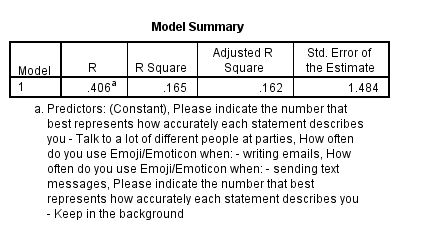 Model Summary
Model R R Square Adjusted R Square Std. Error of the Estimate
1 .406a .165 .162 1.484
a. Predictors: (Constant), Please indicate the number that
best represents how accurately each statement describes
you - Talk to a lot of different people at parties, How often
do you use Emoji/Emoticon when: - writing emails, How
often do you use Emoji/Emoticon when: - sending text
messages, Please indicate the number that best
represents how accurately each statement describes you
- Keep in the background